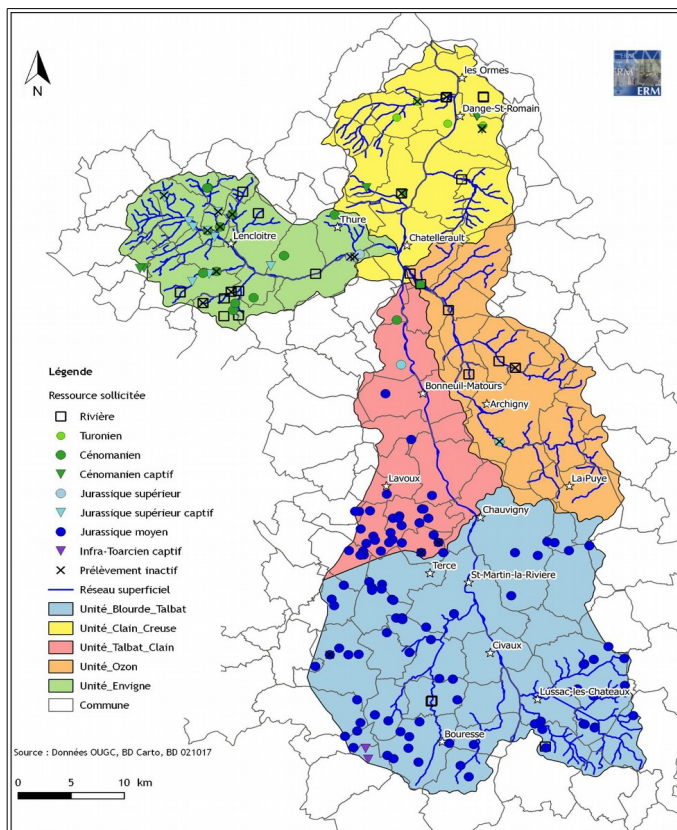 N
ERM
les Ormes
Dange-St-Romain
Thure
Lencloitre
Chatellerault
Bonneuil-Matours
Archigny
Lavoux
La Puye
Chauvigny
Terce
St-Martin-la-Riviere
Civaux
Lussac-les-Chateaux
Bouresse
Légende
Ressource sollicitée
Rivière
Turonien
Cénomanien
Cénomanien captif
Jurassique supérieur
Jurassique supérieur captif
Jurassique moyen
Infra-Toarcien captif
Prélèvement inactif
Réseau superficiel
Unité_Blourde_Talbat
Unité_Clain_Creuse
Unité_Talbat_Clain
Unité_Ozon
Unité_Envigne
Commune
Source : Données OUGC, BD Carto, BD 021017
0 5 10 km